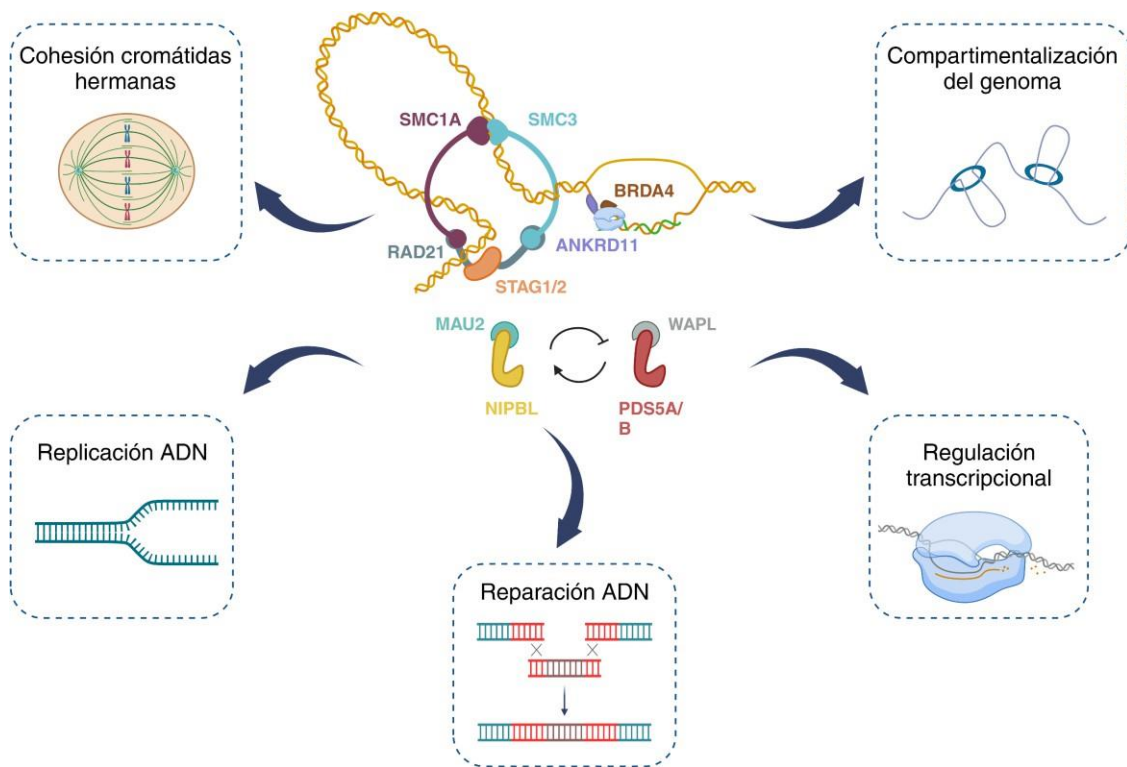 Cohesión cromátidas
hermanas
Compartimentalización
del genoma
SMC1A
SMC3
BRDA4
RAD21
ANKRD11
STAG1/2
MAU2
WAPL
NIPBL
PDS5A/
B
Replicación ADN
Regulación
transcripcional
Reparación ADN